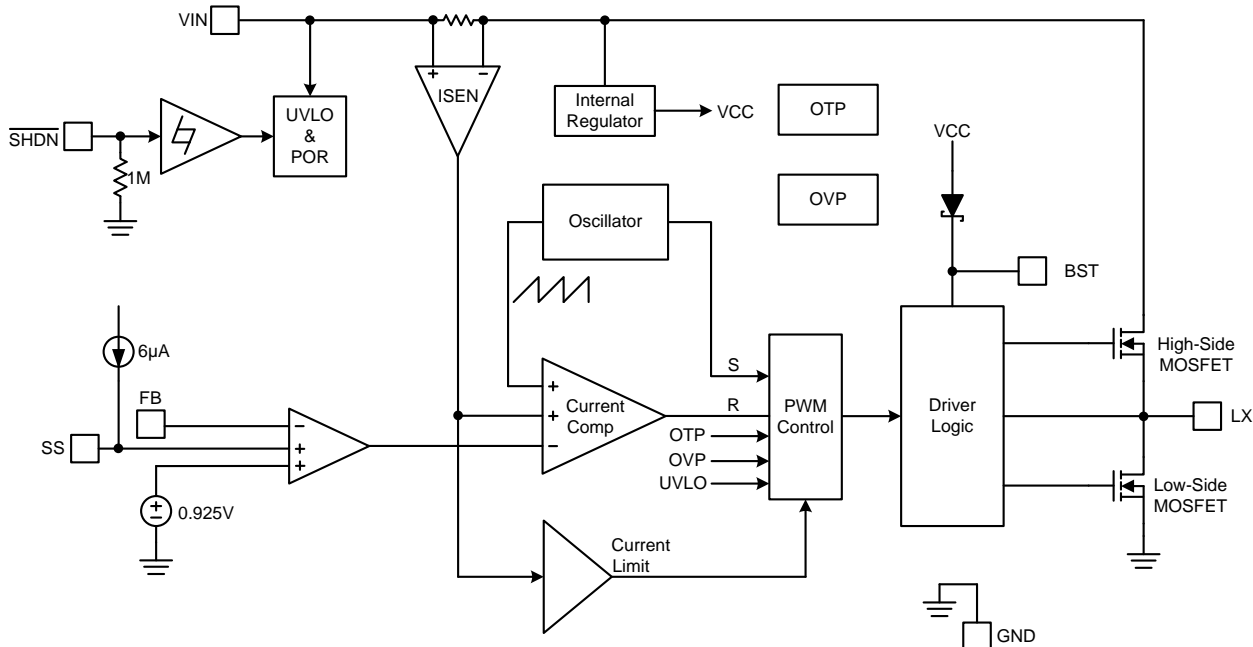 VIN
+ −
ISEN
SHDN
1M
UVLO
&
POR
Internal
Regulator
VCC
OTP
OVP
VCC
Oscillator
BST
6µA
FB
SS
−
+
+
0.925V
+
+
−
Current
Comp
S
R
OTP
OVP
UVLO
PWM
Control
Driver
Logic
High-Side
MOSFET
LX
Low-Side
MOSFET
Current
Limit
GND